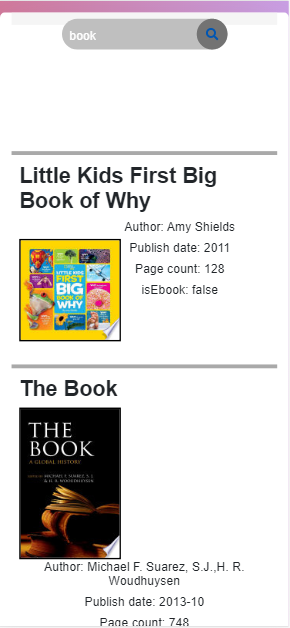 book
Little Kids First Big
Book of Why
Author: Amy Shields
Publish date: 2011
Page count: 128
isEbook: false
LITTLE KIDS
FIRST
BIG
BOOK OF
WHY
The Book
THE
BOOK
A GLOBAL HISTORY
MICHAEL F. SUAREZ, S.J.
& H. R. WOUDHUYSEN
Author: Michael F. Suarez, S.J.,H. R.
Woudhuysen
Publish date: 2013-10
Page count: 748